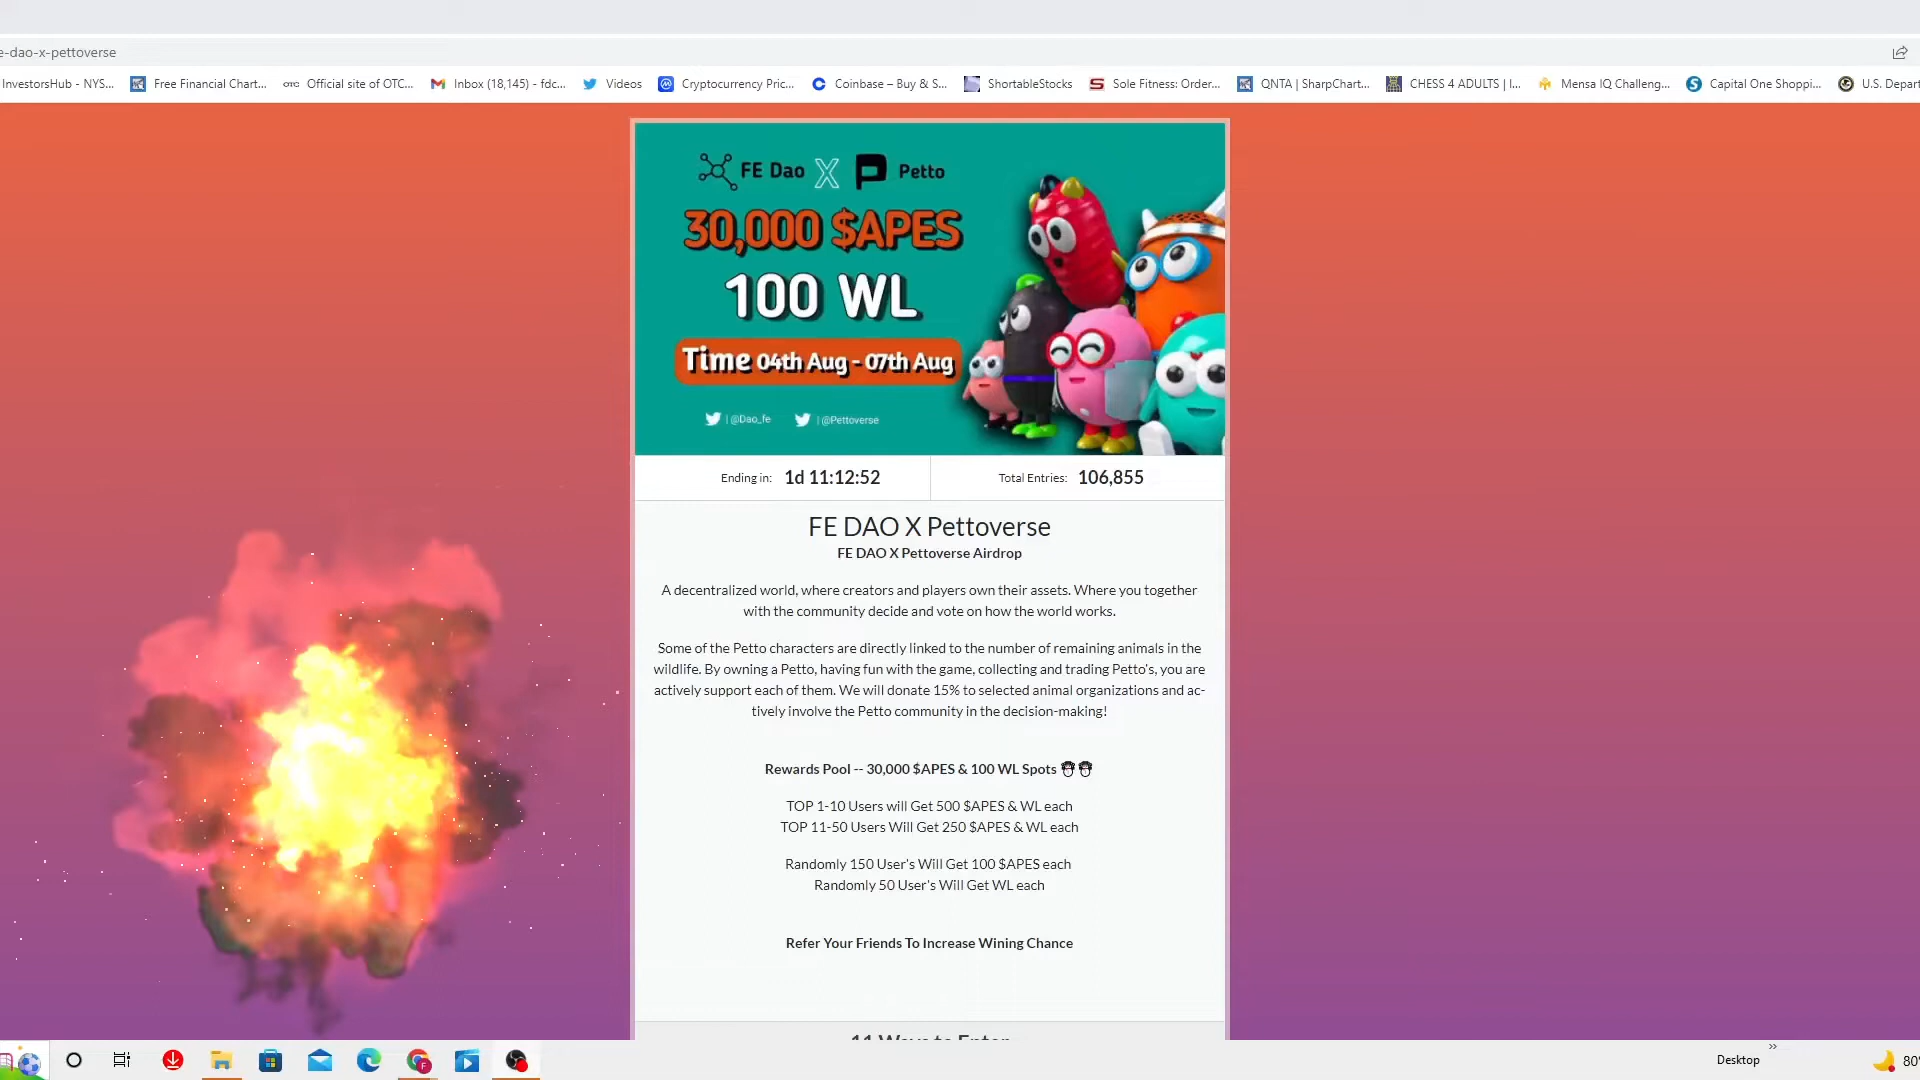 e-dao-x-pettoverse
InvestorsHub - NYS... Free Financial Chart... OTC Official site of OTC... Inbox (18,145) - fdc... Videos Cryptocurrency Pric... Coinbase – Buy & S... ShortableStocks Sole Fitness: Order... QNTA | SharpChart... CHESS 4 ADULTS | I... Mensa IQ Challeng... Capital One Shoppi... U.S. Depart
FE Dao X Petto
30,000 $APES
100 WL
Time 04th Aug - 07th Aug
| @Dao_fe | @Pettoverse
Ending in: 1d 11:12:52 Total Entries: 106,855
FE DAO X Pettoverse
FE DAO X Pettoverse Airdrop
A decentralized world, where creators and players own their assets. Where you together
with the community decide and vote on how the world works.
Some of the Petto characters are directly linked to the number of remaining animals in the
wildlife. By owning a Petto, having fun with the game, collecting and trading Petto's, you are
actively support each of them. We will donate 15% to selected animal organizations and ac-
tively involve the Petto community in the decision-making!
Rewards Pool -- 30,000 $APES & 100 WL Spots
TOP 1-10 Users will Get 500 $APES & WL each
TOP 11-50 Users Will Get 250 $APES & WL each
Randomly 150 User's Will Get 100 $APES each
Randomly 50 User's Will Get WL each
Refer Your Friends To Increase Wining Chance
11 Ways to Enter
Desktop
80°